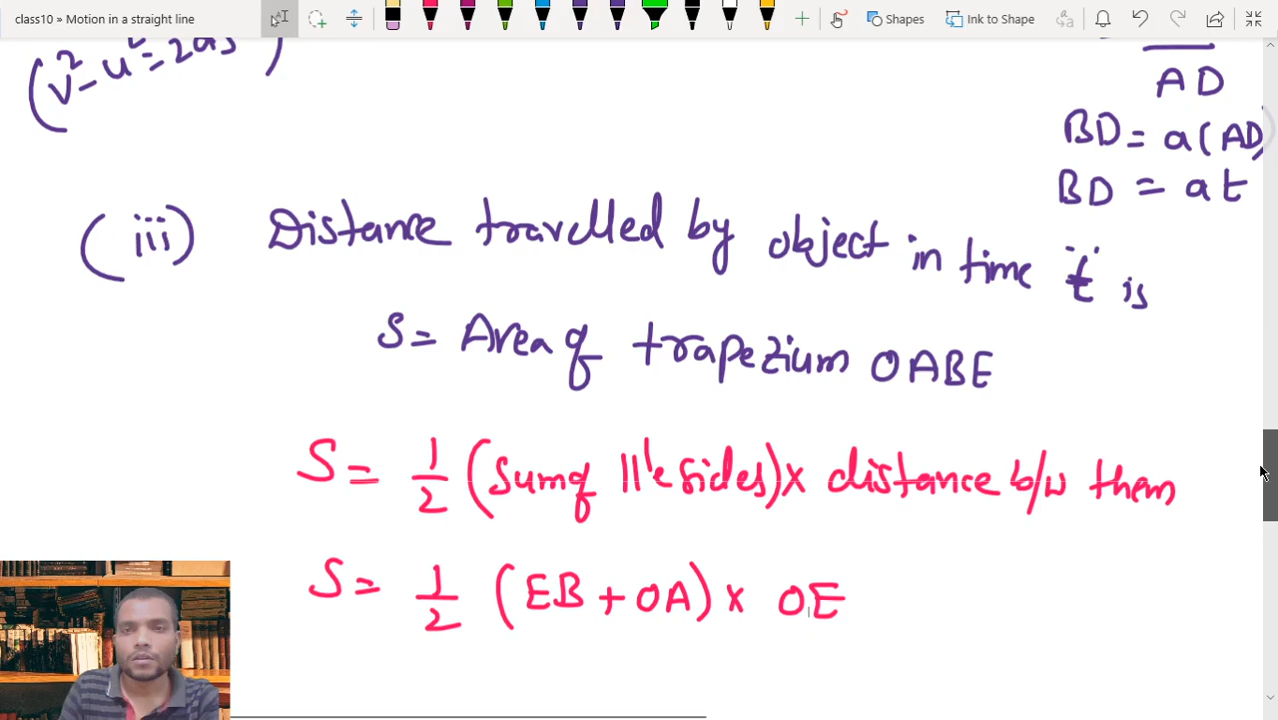 class10 » Motion in a straight line
Shapes
Ink to Shape
(v²-u²=2as)
AD
BD = a(AD)
BD = at
(iii) Distance travelled by object in time 't' is
S = Area of trapezium OABE
S = 1/2 (Sum of ||le sides) x distance b/w them
S = 1/2 (EB + OA) x OE